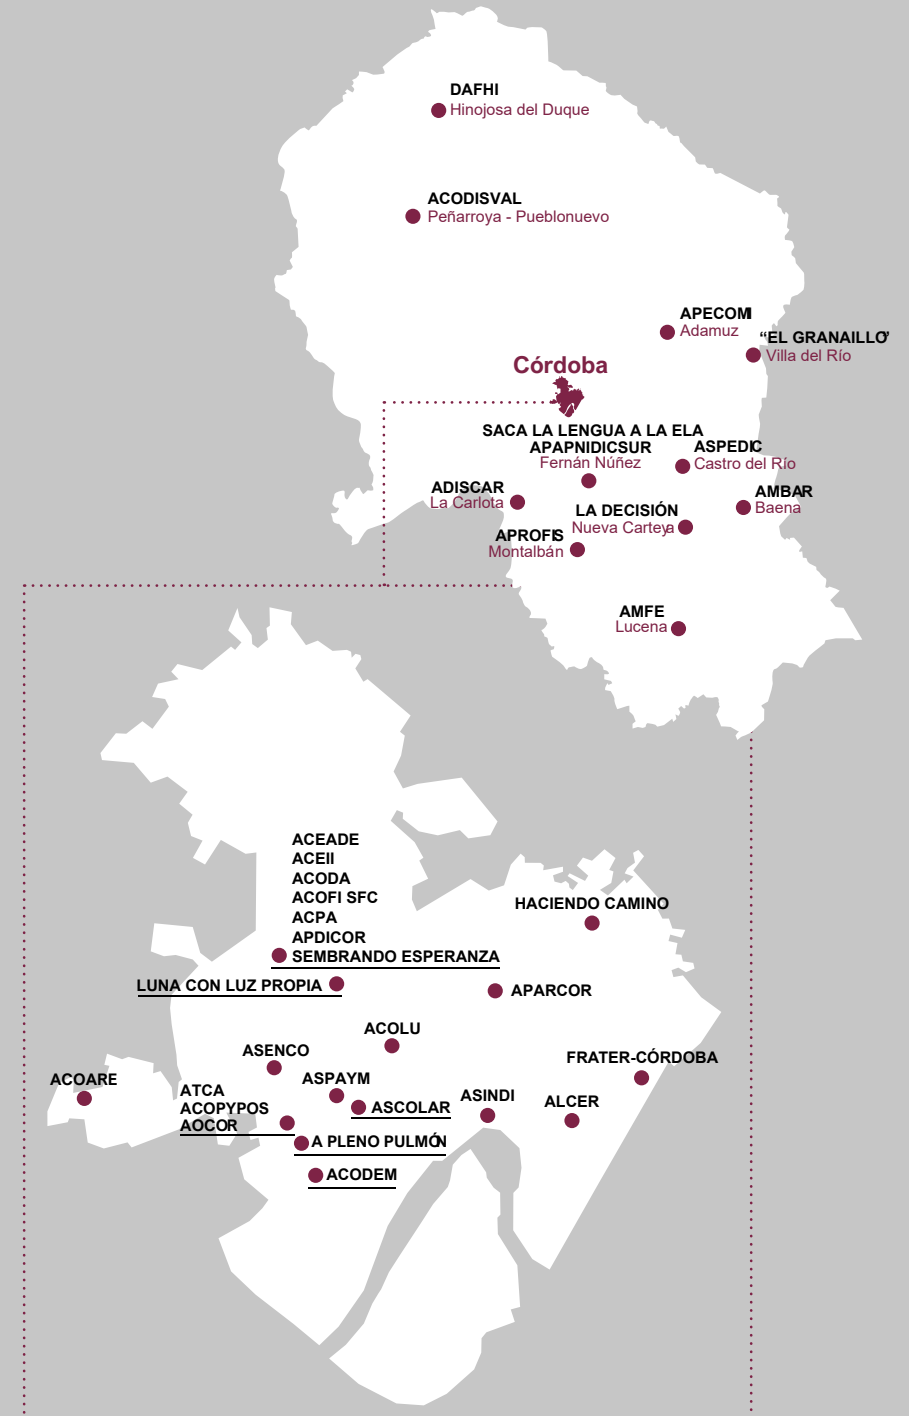 DAFHI
Hinojosa del Duque
ACODISVAL
Peñarroya - Pueblonuevo
APECOMI
Adamuz
“EL GRANAILLO”
Villa del Río
Córdoba
SACA LA LENGUA A LA ELA
APAPNIDICSUR
Fernán Núñez
ASPEDIC
Castro del Río
ADISCAR
La Carlota
AMBAR
Baena
LA DECISIÓN
Nueva Carteya
APROFIS
Montalbán
AMFE
Lucena
ACEADE
ACEII
ACODA
ACOFI SFC
ACPA
APDICOR
SEMBRANDO ESPERANZA
HACIENDO CAMINO
LUNA CON LUZ PROPIA
APARCOR
ACOLU
ASENCO
FRATER-CÓRDOBA
ACOARE
ASPAYM
ATCA
ACOPYPOS
AOCOR
ASCOLAR
ASINDI
ALCER
A PLENO PULMÓN
ACODEM